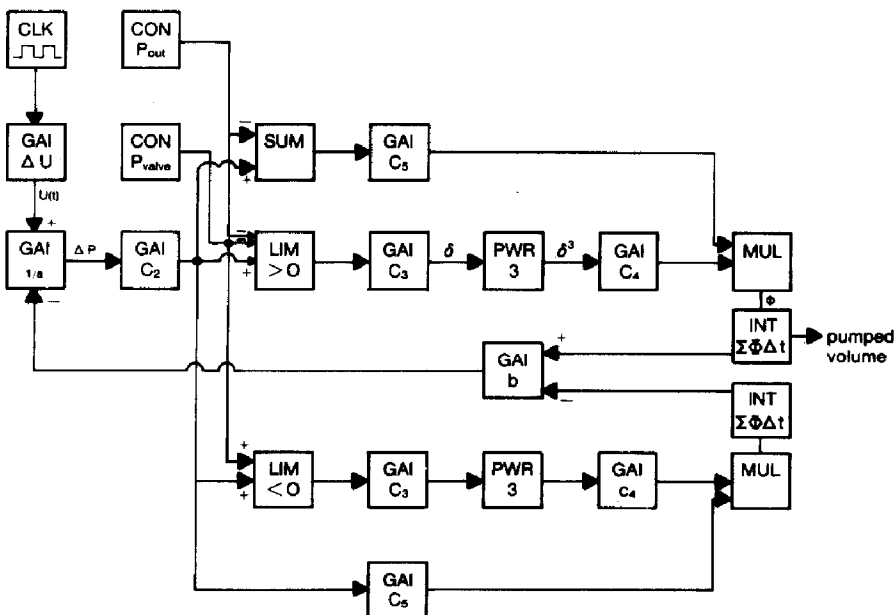 CLK
CON
P_out
GAI
ΔU
CON
P_valve
−
SUM
+
GAI
C₅
U(t)
+
GAI
1/a
−
ΔP
GAI
C₂
−
−
+
LIM
>0
GAI
C₃
δ
PWR
3
δ³
GAI
C₄
MUL
Φ
INT
ΣΦΔt
pumped
volume
+
GAI
b
−
INT
ΣΦΔt
+
+
LIM
<0
GAI
C₃
PWR
3
GAI
C₄
MUL
GAI
C₅